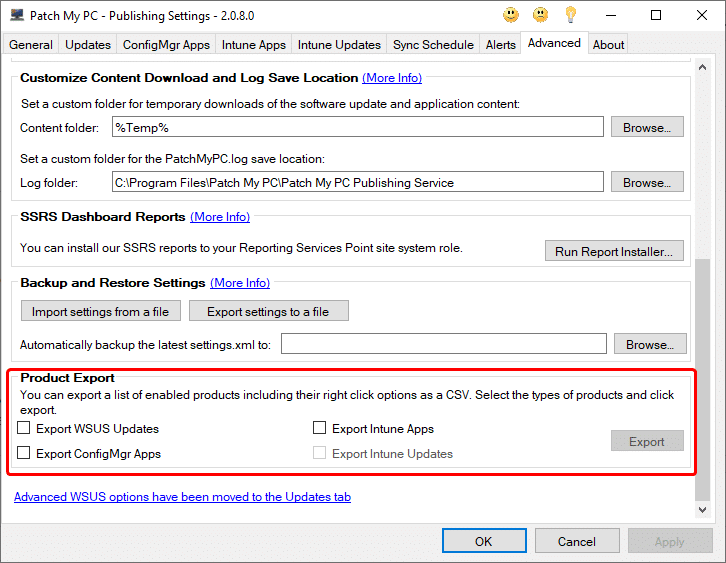 Patch My PC - Publishing Settings - 2.0.8.0
General Updates ConfigMgr Apps Intune Apps Intune Updates Sync Schedule Alerts Advanced About
Customize Content Download and Log Save Location (More Info)
Set a custom folder for temporary downloads of the software update and application content:
Content folder: %Temp% Browse...
Set a custom folder for the PatchMyPC.log save location:
Log folder: C:\Program Files\Patch My PC\Patch My PC Publishing Service Browse...
SSRS Dashboard Reports (More Info)
You can install our SSRS reports to your Reporting Services Point site system role. Run Report Installer...
Backup and Restore Settings (More Info)
Import settings from a file Export settings to a file
Automatically backup the latest settings.xml to: Browse...
Product Export
You can export a list of enabled products including their right click options as a CSV. Select the types of products and click
export.
Export WSUS Updates Export Intune Apps
Export
Export ConfigMgr Apps Export Intune Updates
Advanced WSUS options have been moved to the Updates tab
OK Cancel Apply